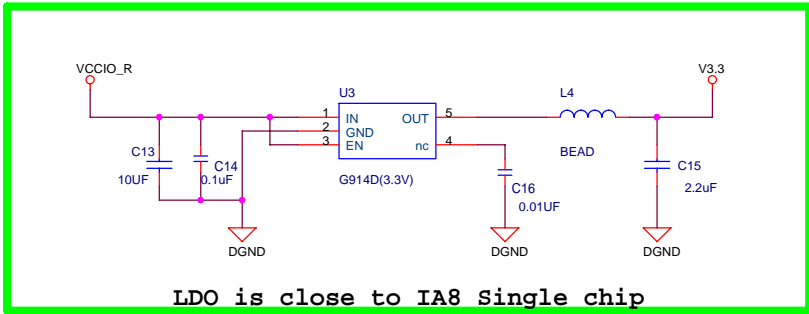 VCCIO_R
V3.3
U3
L4
1
IN
OUT
5
2
GND
3
EN
nc
4
C13
10UF
C14
0.1uF
G914D(3.3V)
BEAD
C16
0.01UF
C15
2.2uF
DGND
DGND
DGND
LDO is close to IA8 Single chip